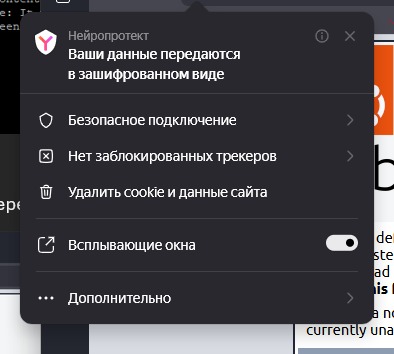 Нейропротект
Ваши данные передаются
в зашифрованном виде
Безопасное подключение
Нет заблокированных трекеров
Удалить cookie и данные сайта
Всплывающие окна
Дополнительно
currently una